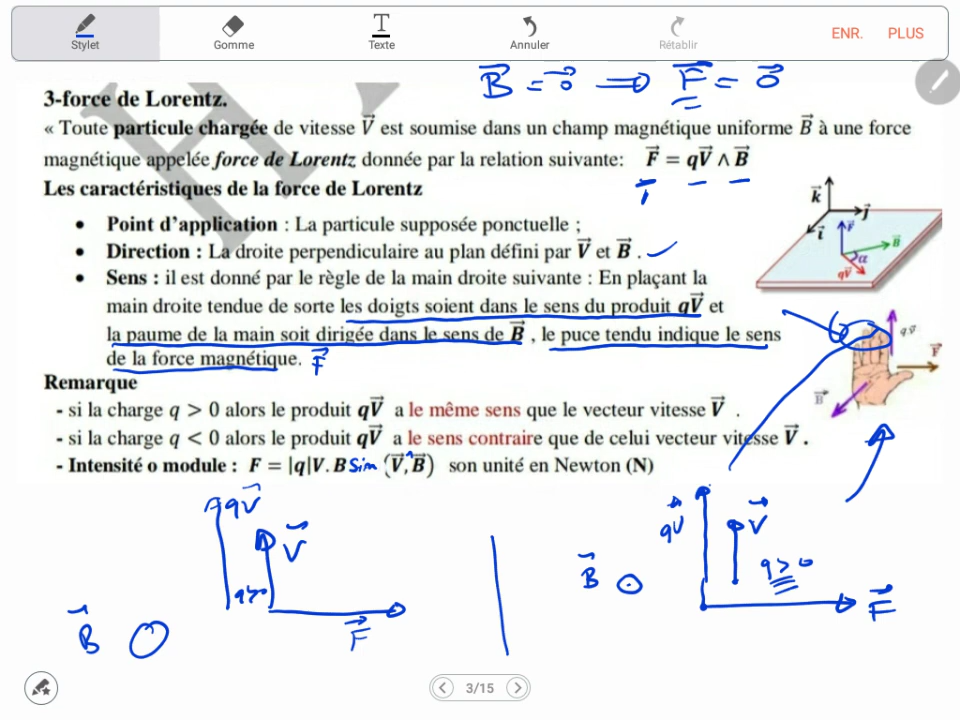 Stylet
Gomme
Texte
Annuler
Rétablir
ENR.
PLUS
B⃗ = 0⃗ ⟹ F⃗ = 0⃗
3-force de Lorentz.
« Toute particule chargée de vitesse V⃗ est soumise dans un champ magnétique uniforme B⃗ à une force
magnétique appelée force de Lorentz donnée par la relation suivante: F⃗ = qV⃗ ∧ B⃗
Les caractéristiques de la force de Lorentz
• Point d'application : La particule supposée ponctuelle ;
• Direction : La droite perpendiculaire au plan défini par V⃗ et B⃗ .
• Sens : il est donné par le règle de la main droite suivante : En plaçant la
main droite tendue de sorte les doigts soient dans le sens du produit qV⃗ et
la paume de la main soit dirigée dans le sens de B⃗ , le puce tendu indique le sens
de la force magnétique. F⃗
k⃗
j⃗
i⃗
F⃗
B⃗
α
qV⃗
qV⃗
F⃗
B⃗
Remarque
- si la charge q > 0 alors le produit qV⃗ a le même sens que le vecteur vitesse V⃗ .
- si la charge q < 0 alors le produit qV⃗ a le sens contraire que de celui vecteur vitesse V⃗ .
- Intensité o module : F = |q|V. B Sim (V⃗,B⃗) son unité en Newton (N)
qV⃗
V⃗
q>0
B⃗
F⃗
qV⃗
V⃗
q>0
B⃗
F⃗
3/15